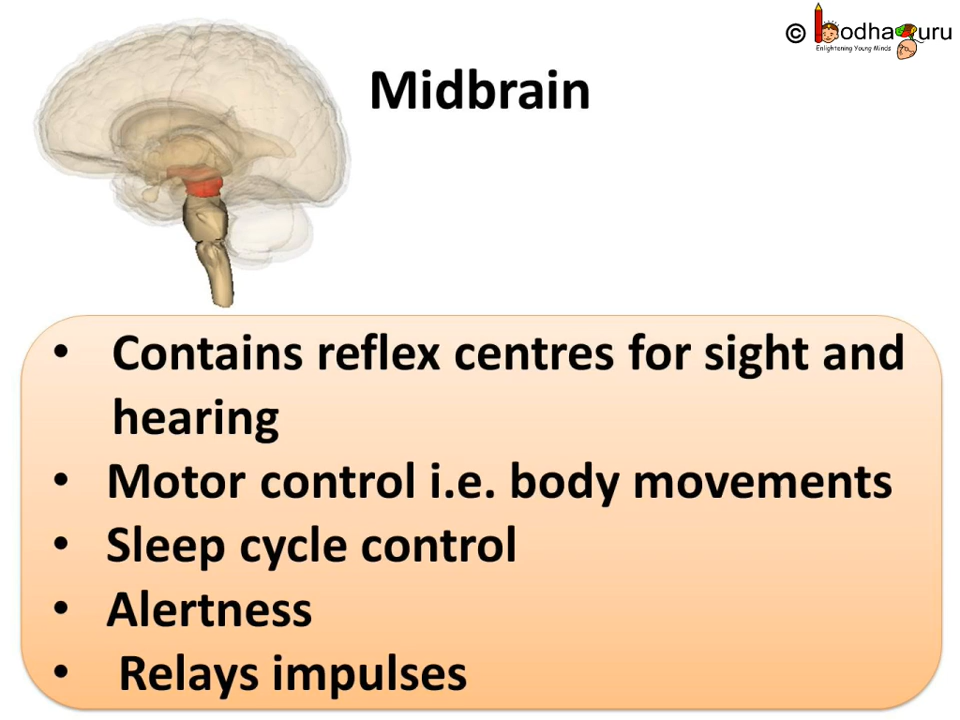 © BodhaGuru
Enlightening Young Minds
Midbrain
• Contains reflex centres for sight and
hearing
• Motor control i.e. body movements
• Sleep cycle control
• Alertness
• Relays impulses